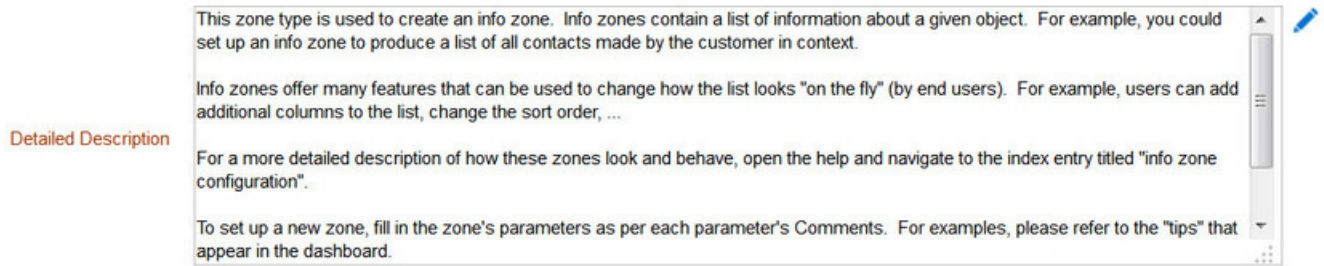 This zone type is used to create an info zone.  Info zones contain a list of information about a given object.  For example, you could
set up an info zone to produce a list of all contacts made by the customer in context.
Info zones offer many features that can be used to change how the list looks "on the fly" (by end users).  For example, users can add
additional columns to the list, change the sort order, ...
Detailed Description
For a more detailed description of how these zones look and behave, open the help and navigate to the index entry titled "info zone
configuration".
To set up a new zone, fill in the zone's parameters as per each parameter's Comments.  For examples, please refer to the "tips" that
appear in the dashboard.